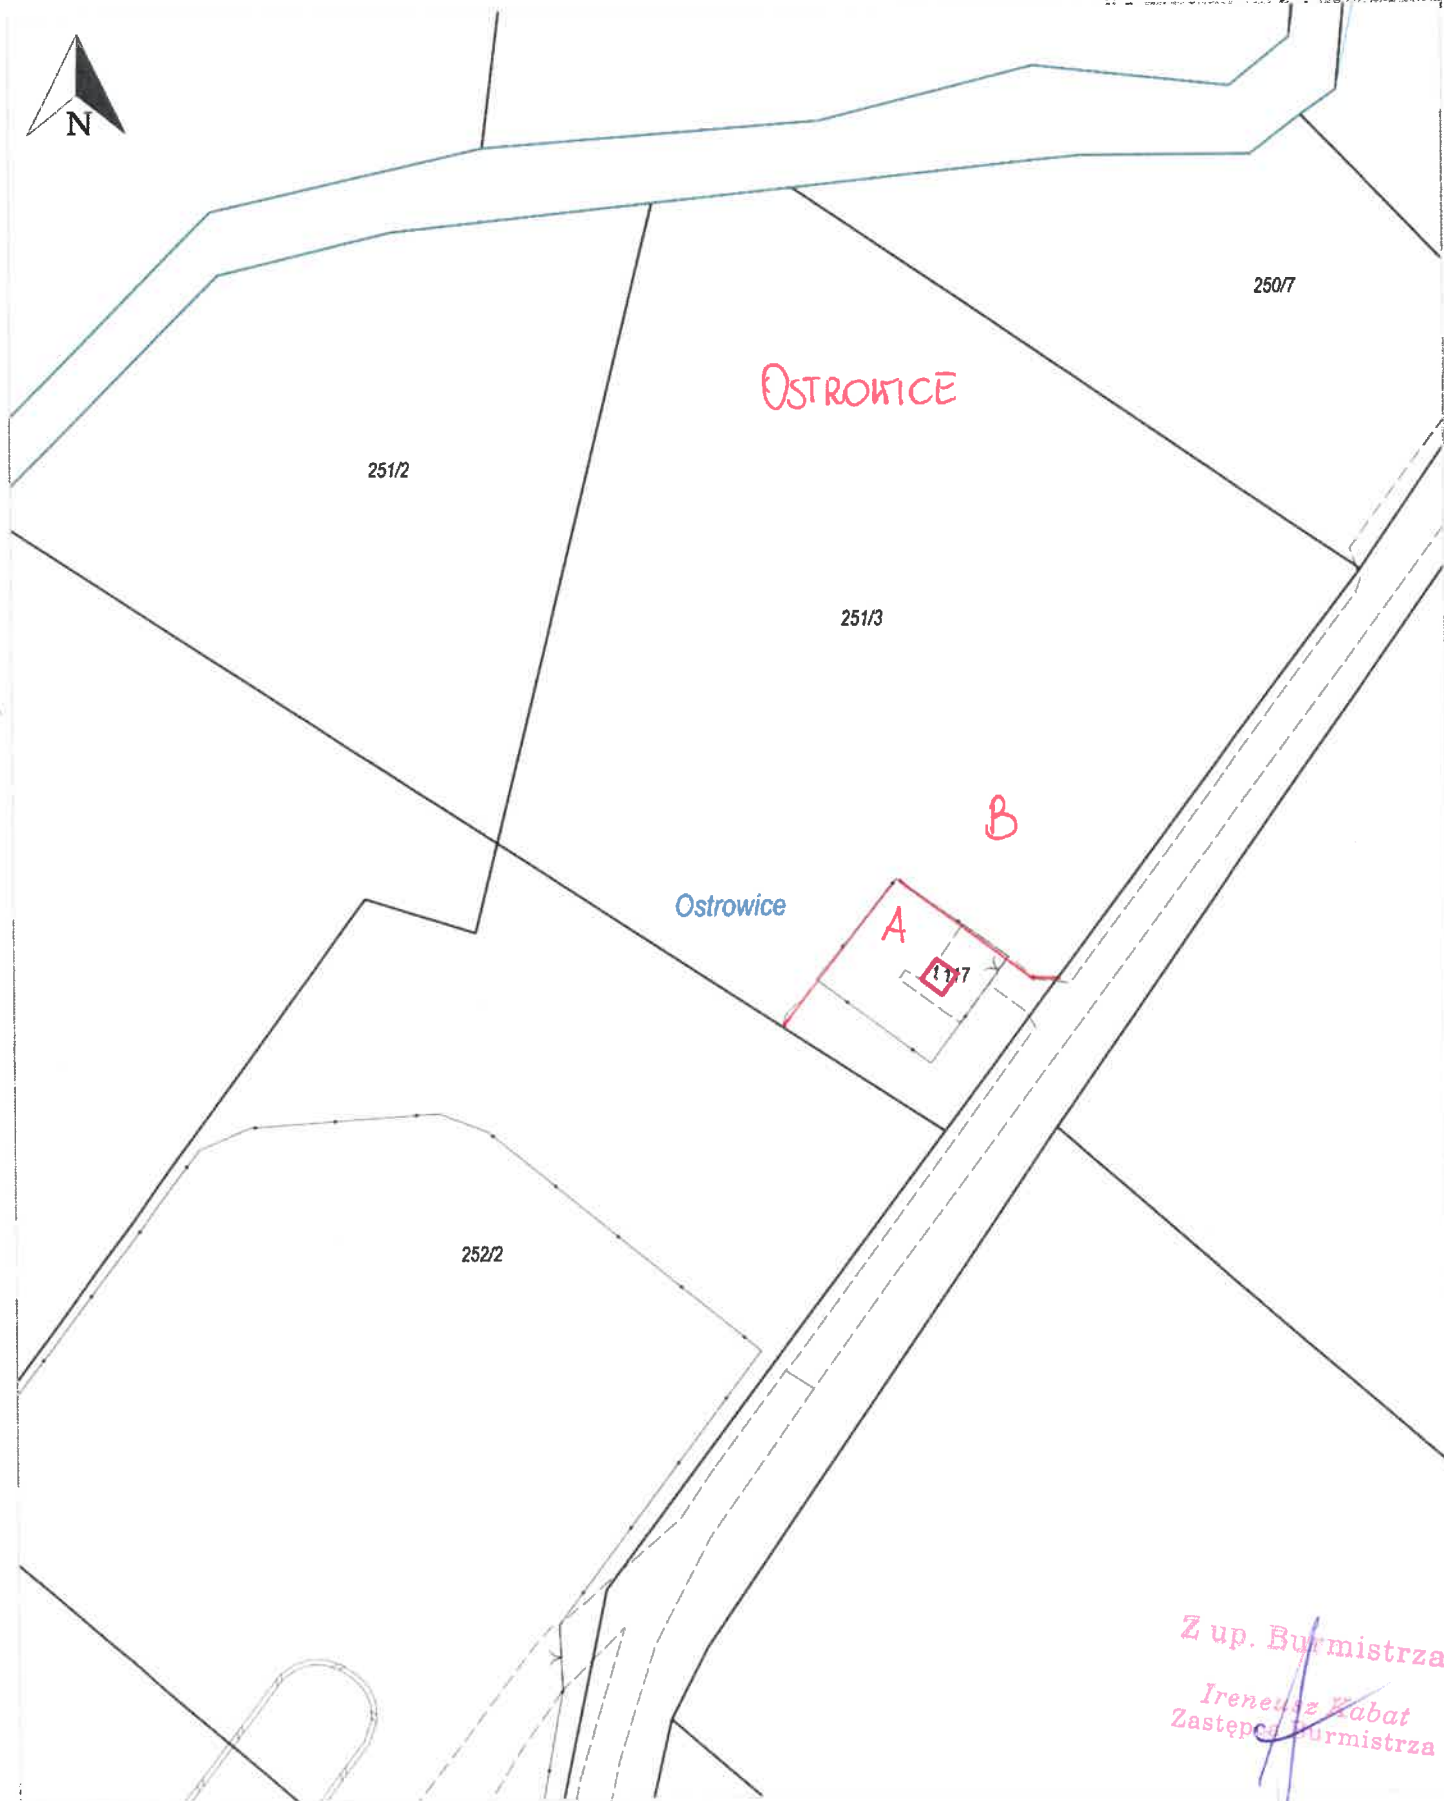 N
250/7
OSTROWICE
251/2
251/3
B
Ostrowice
A
252/2
Z up. Burmistrza
Ireneusz Kabat
Zastępca Burmistrza